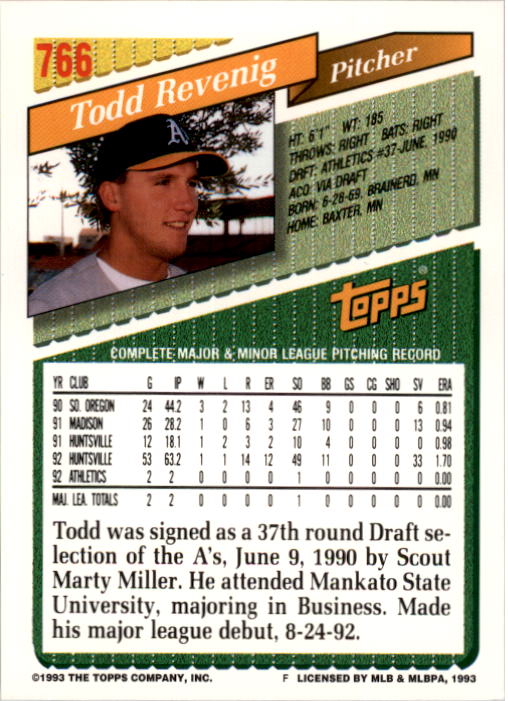 766
Todd Revenig
Pitcher
A's
HT: 6'1" WT: 185
THROWS: RIGHT BATS: RIGHT
DRFT: ATHLETICS #37-JUNE, 1990
ACQ: VIA DRAFT
BORN: 6-28-69, BRAINERD, MN
HOME: BAXTER, MN
TOPPS®
COMPLETE MAJOR & MINOR LEAGUE PITCHING RECORD
YR CLUB G IP W L R ER SO BB GS CG SHO SV ERA
90 SO. OREGON 24 44.2 3 2 13 4 46 9 0 0 0 6 0.81
91 MADISON 26 28.2 1 0 6 3 27 10 0 0 0 13 0.94
91 HUNTSVILLE 12 18.1 1 2 3 2 10 4 0 0 0 0 0.98
92 HUNTSVILLE 53 63.2 1 1 14 12 49 11 0 0 0 33 1.70
92 ATHLETICS 2 2 0 0 0 0 1 0 0 0 0 0 0.00
MAJ. LEA. TOTALS 2 2 0 0 0 0 1 0 0 0 0 0 0.00
Todd was signed as a 37th round Draft se-
lection of the A's, June 9, 1990 by Scout
Marty Miller. He attended Mankato State
University, majoring in Business. Made
his major league debut, 8-24-92.
©1993 THE TOPPS COMPANY, INC. F LICENSED BY MLB & MLBPA, 1993